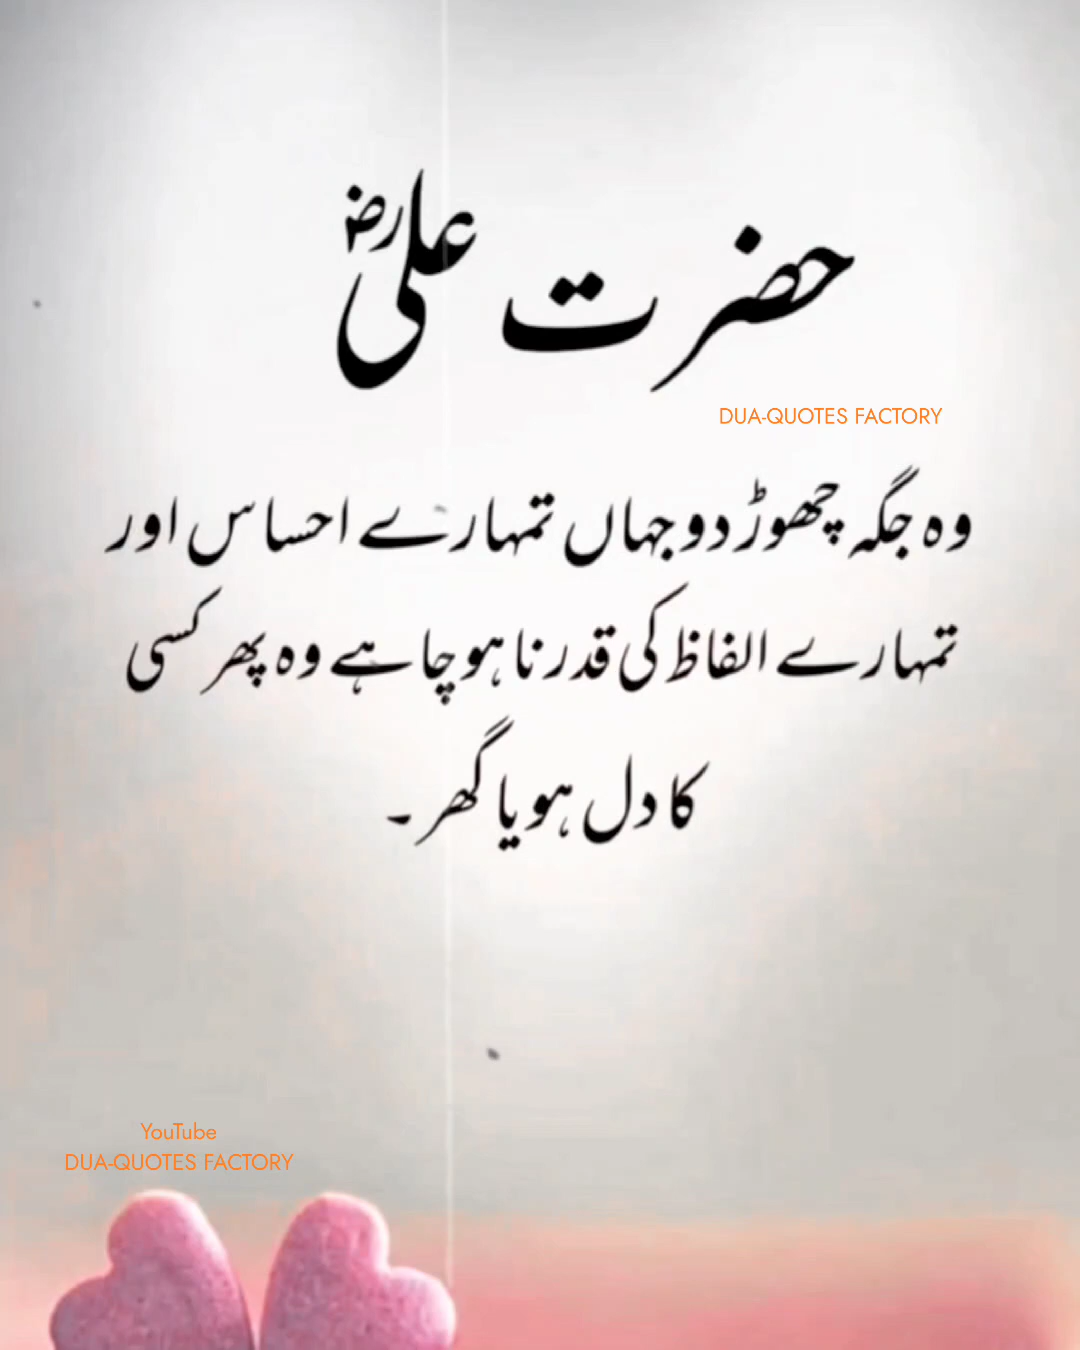 حضرت علیؓ
DUA-QUOTES FACTORY
وہ جگہ چھوڑ دو جہاں تمہارے احساس اور
تمہارے الفاظ کی قدر نا ہو چاہے وہ پھر کسی
کا دل ہو یا گھر ۔
YouTube
DUA-QUOTES FACTORY